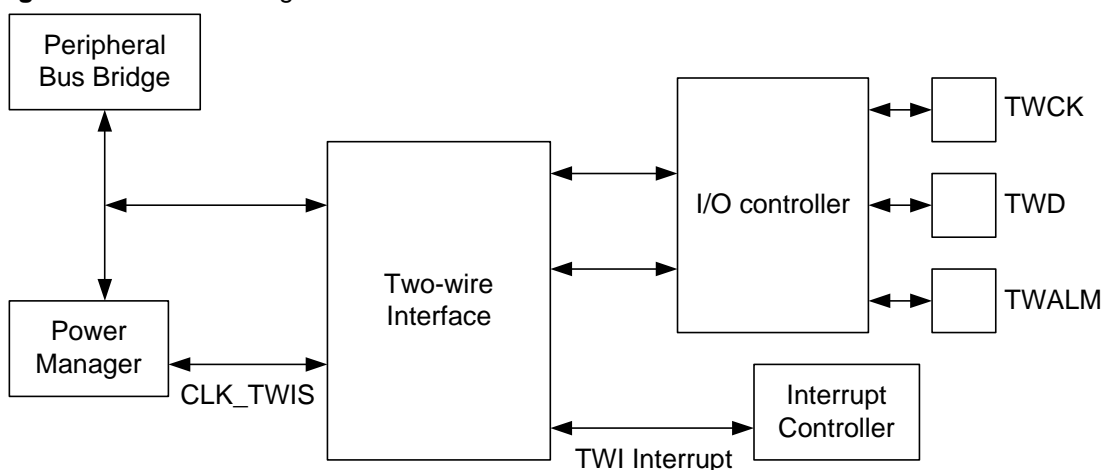 Peripheral
Bus Bridge
TWCK
I/O controller
TWD
Two-wire
Interface
TWALM
Power
Manager
CLK_TWIS
Interrupt
Controller
TWI Interrupt